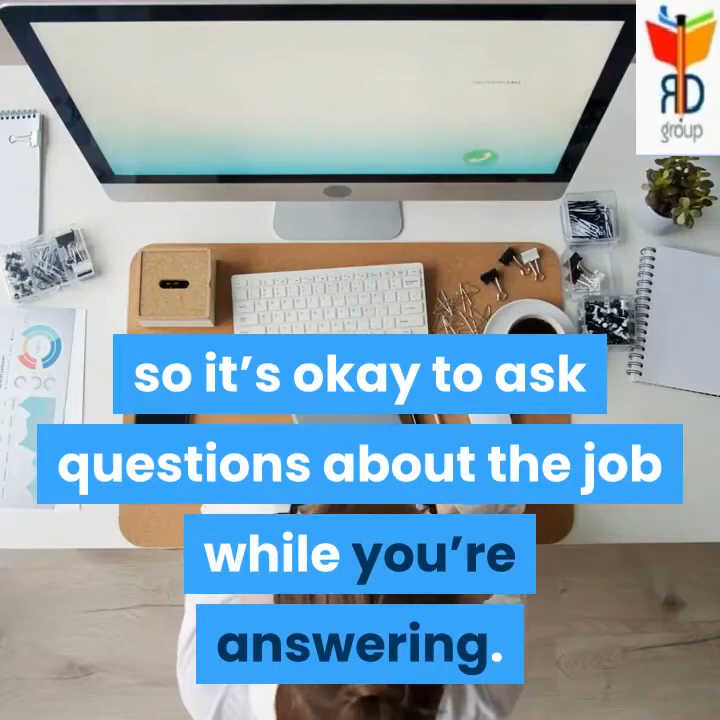 RD
group
so it’s okay to ask
questions about the job
while you’re
answering.